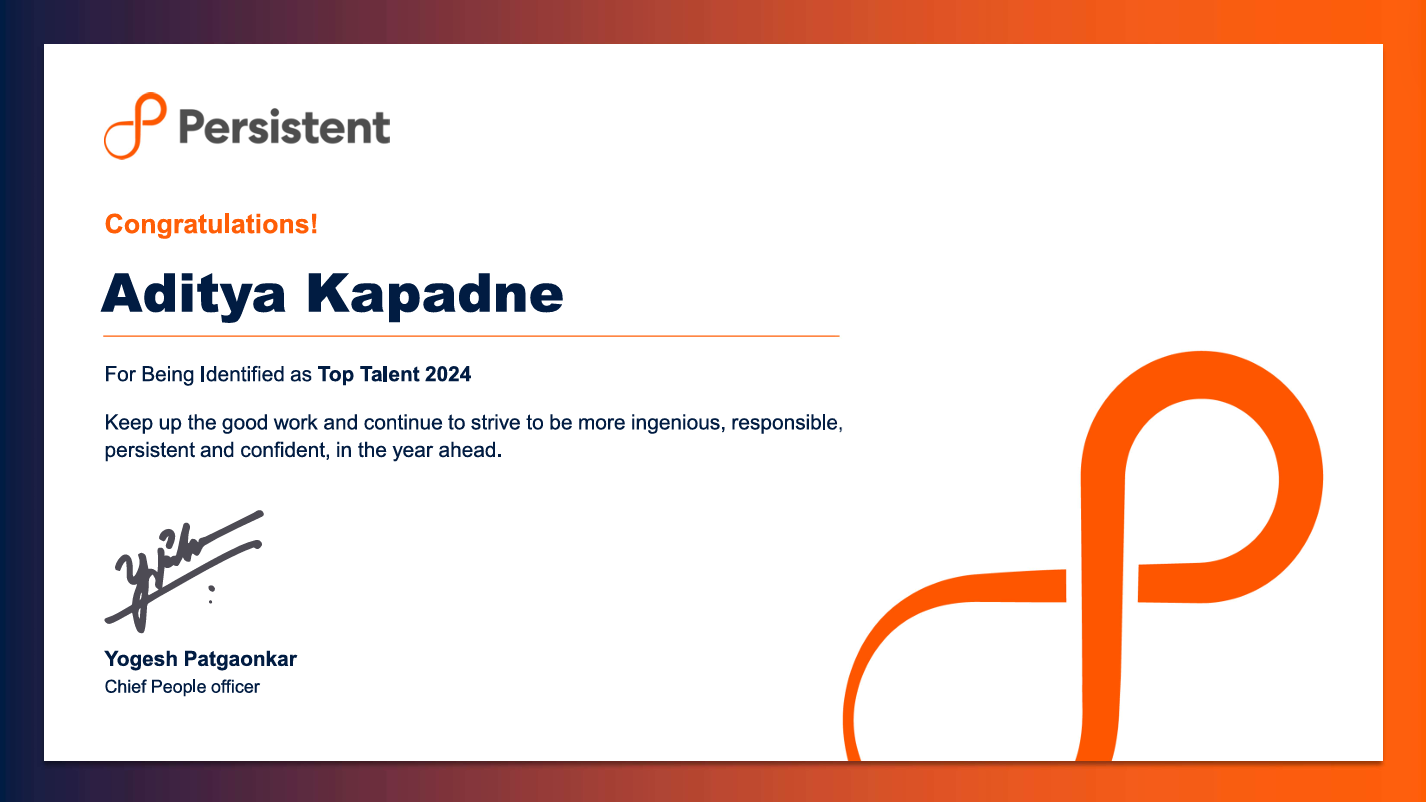 Persistent
Congratulations!
Aditya Kapadne
For Being Identified as Top Talent 2024
Keep up the good work and continue to strive to be more ingenious, responsible,
persistent and confident, in the year ahead.
Yogesh Patgaonkar
Chief People officer